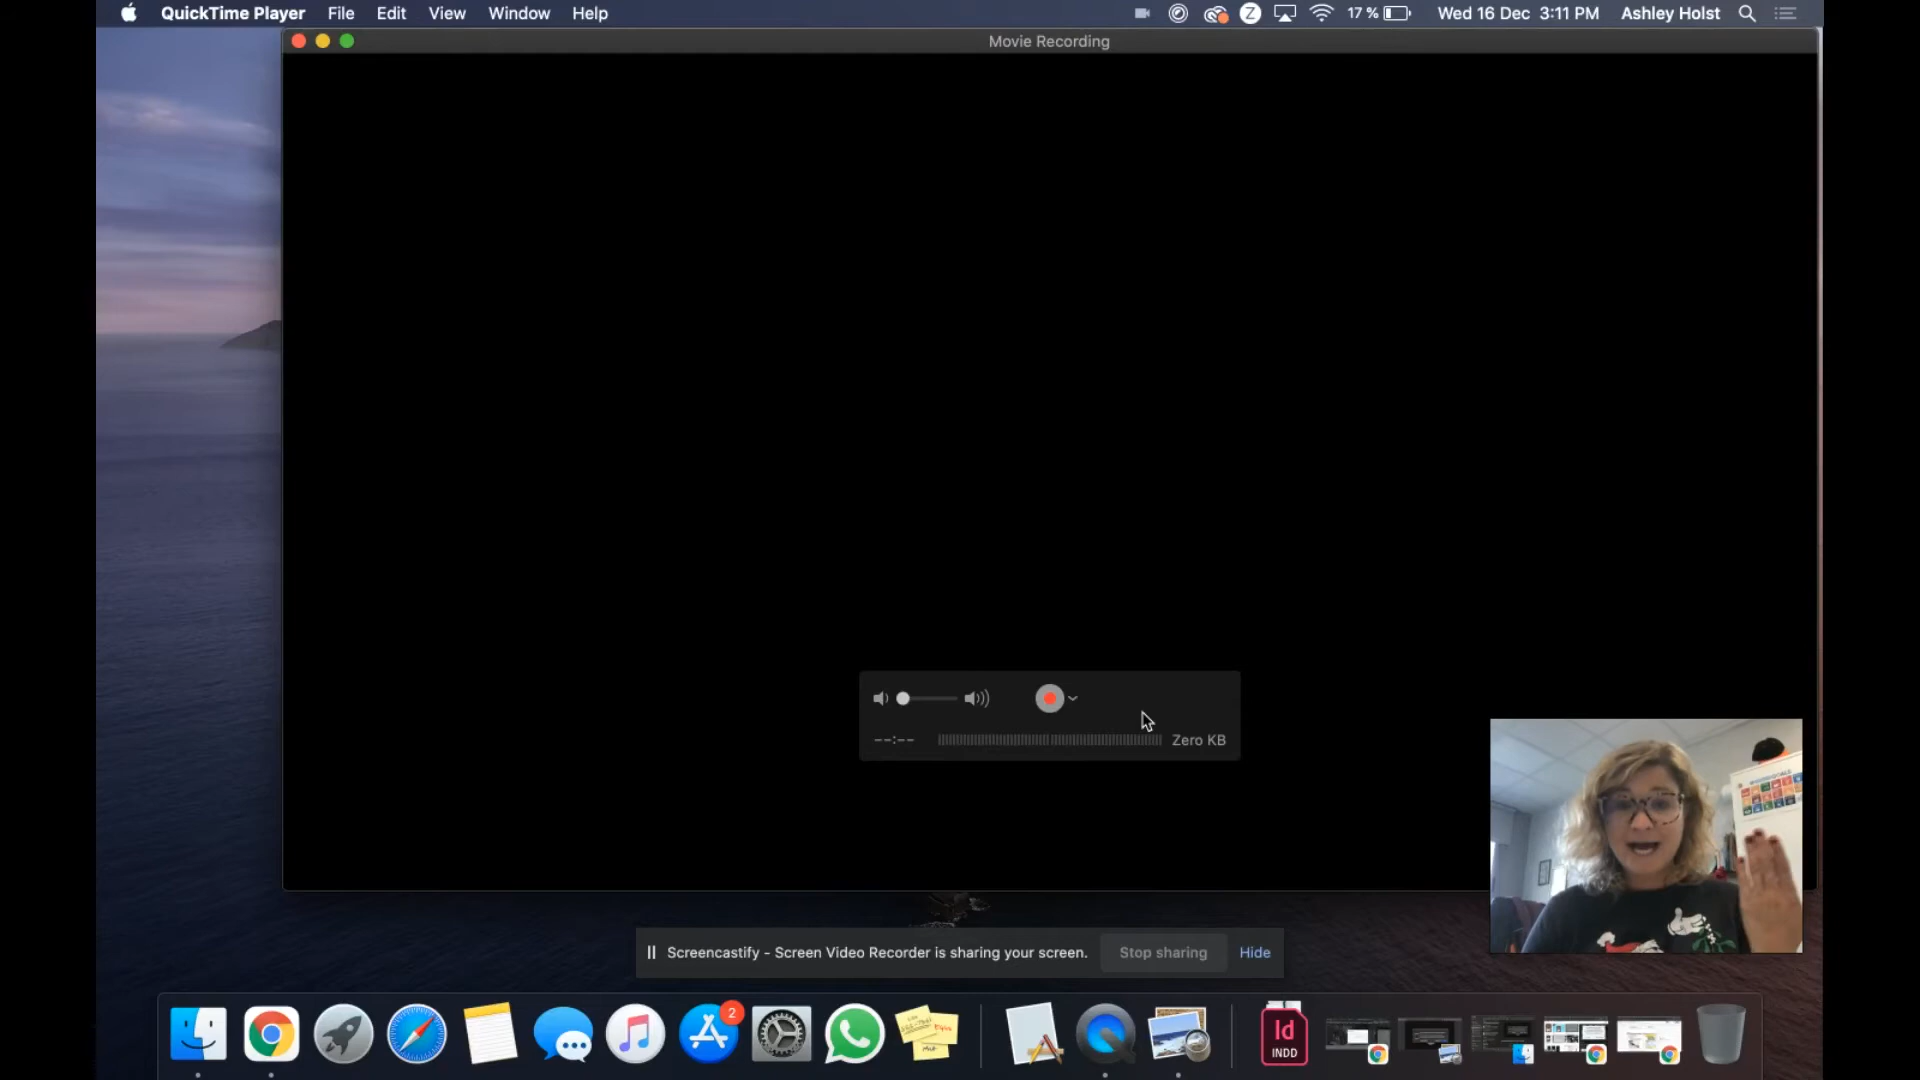 QuickTime Player File Edit View Window Help Z 17 % Wed 16 Dec 3:11 PM Ashley Holst
Movie Recording
--:-- Zero KB
Screencastify - Screen Video Recorder is sharing your screen. Stop sharing Hide
2
Id
INDD